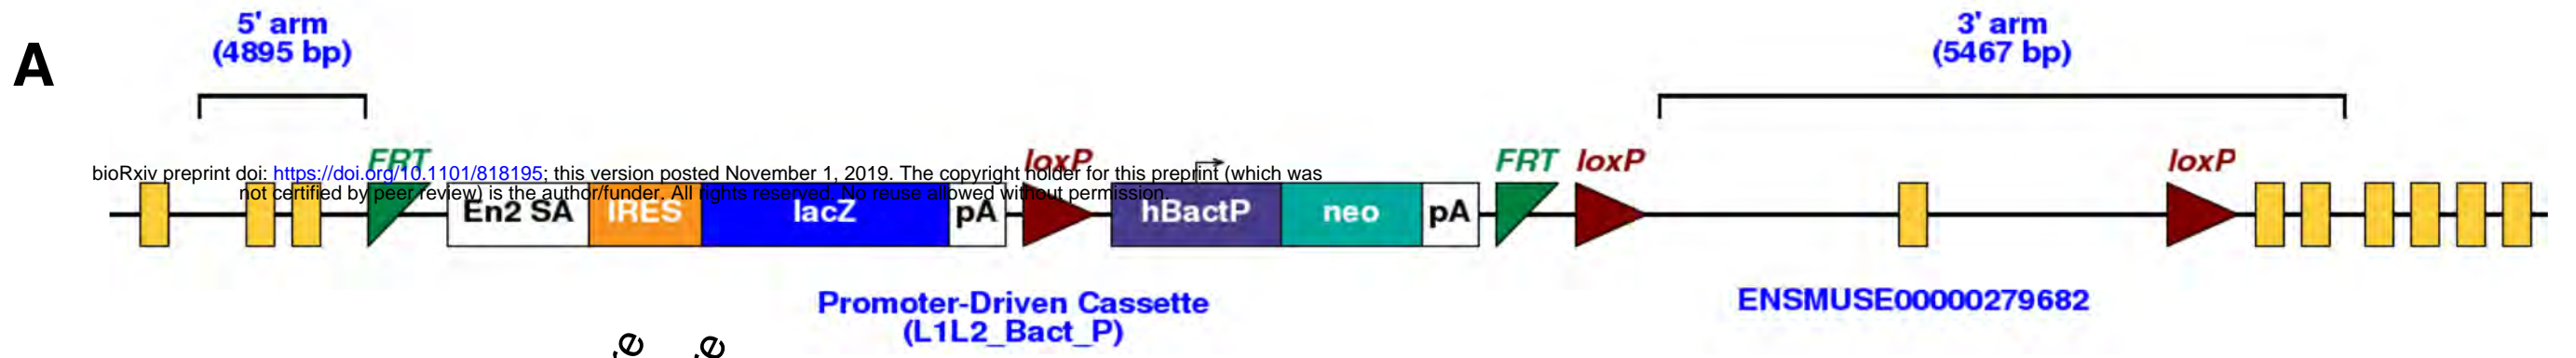 A
5' arm
(4895 bp)
3' arm
(5467 bp)
FRT
loxP
FRT
loxP
loxP
bioRxiv preprint doi: https://doi.org/10.1101/818195; this version posted November 1, 2019. The copyright holder for this preprint (which was
not certified by peer review) is the author/funder. All rights reserved. No reuse allowed without permission.
En2 SA
IRES
lacZ
pA
hBactP
neo
pA
Promoter-Driven Cassette
(L1L2_Bact_P)
ENSMUSE00000279682